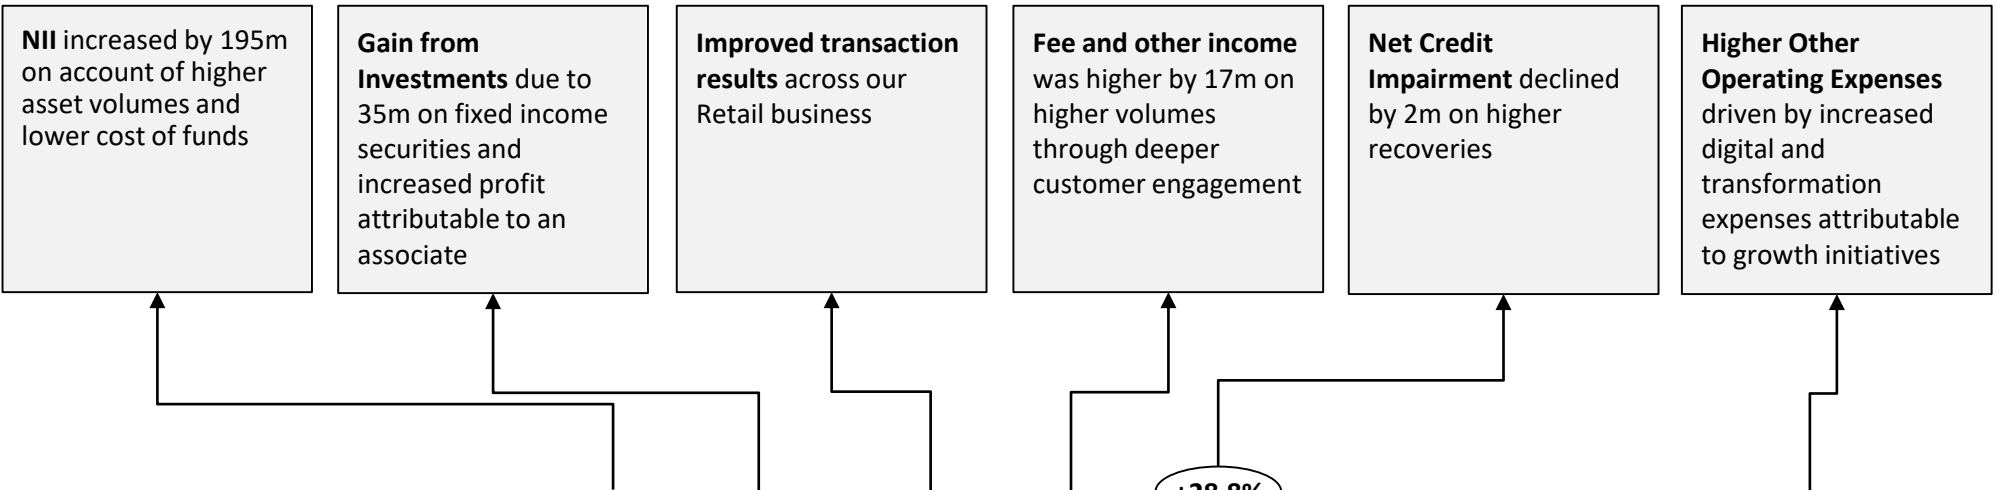 NII increased by 195m
on account of higher
asset volumes and
lower cost of funds
Gain from
Investments due to
35m on fixed income
securities and
increased profit
attributable to an
associate
Improved transaction
results across our
Retail business
Fee and other income
was higher by 17m on
higher volumes
through deeper
customer engagement
Net Credit
Impairment declined
by 2m on higher
recoveries
Higher Other
Operating Expenses
driven by increased
digital and
transformation
expenses attributable
to growth initiatives
+28.8%